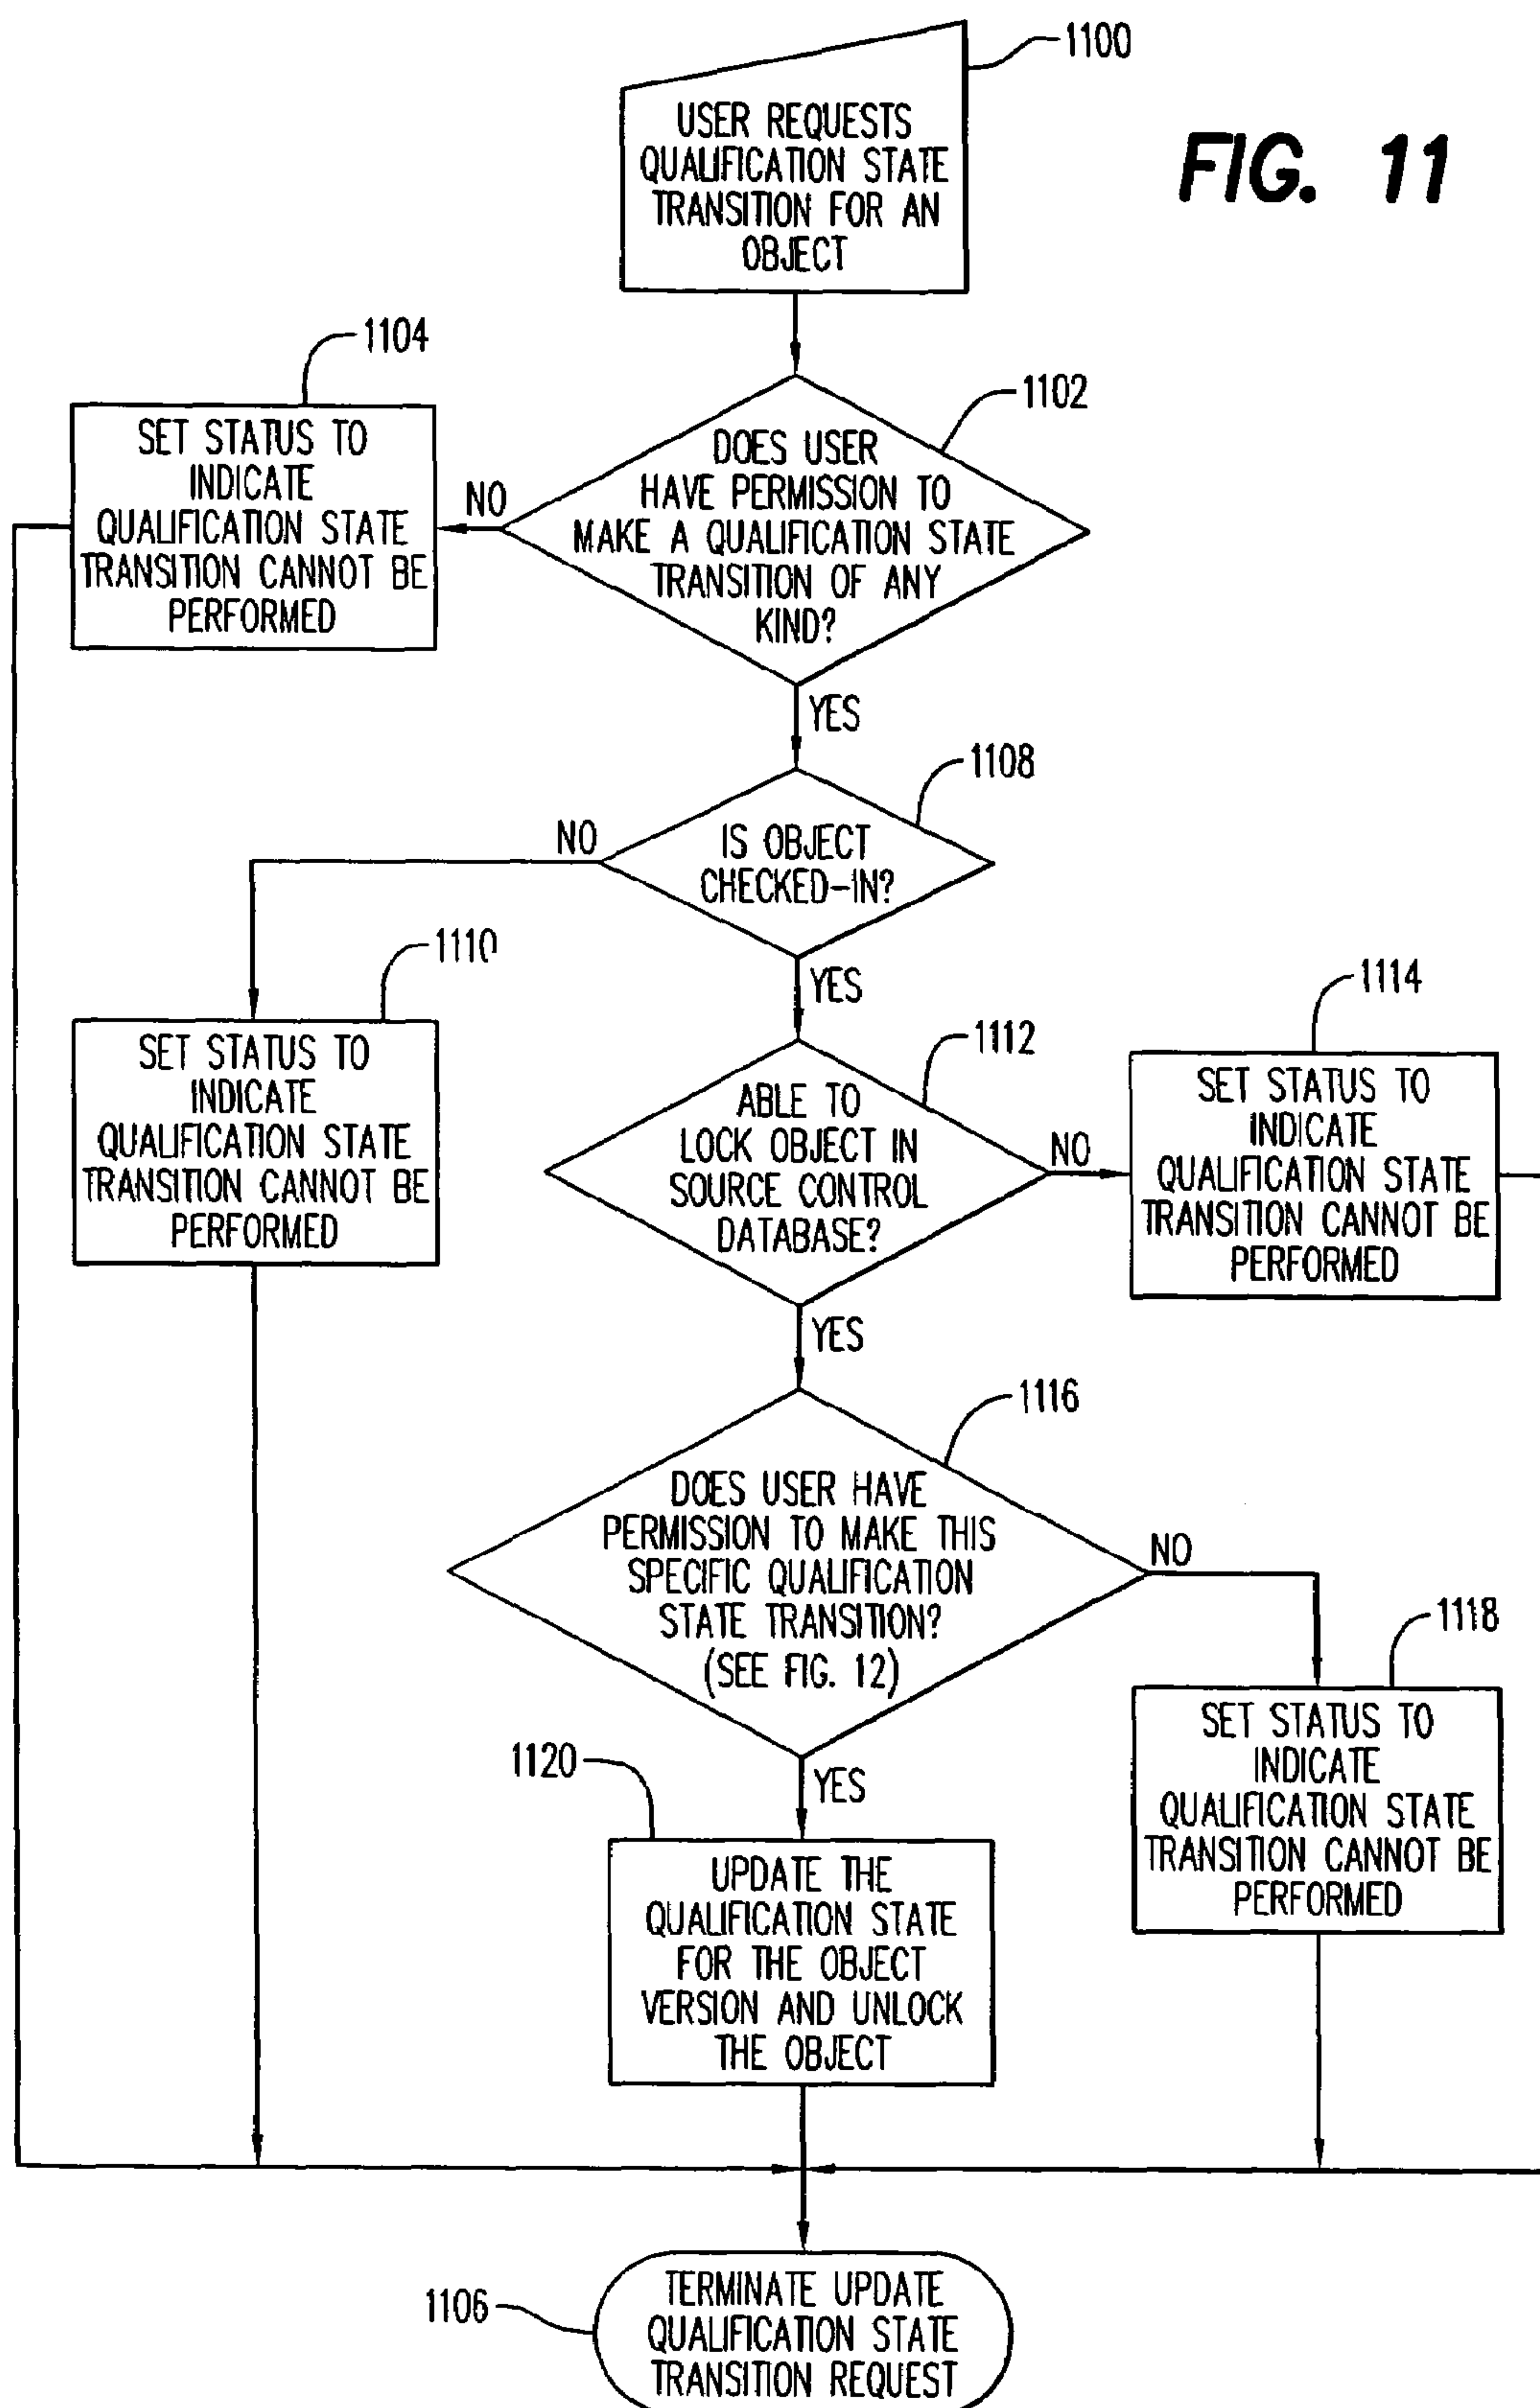 1100
USER REQUESTS
QUALIFICATION STATE
TRANSITION FOR AN
OBJECT
FIG. 11
1104
SET STATUS TO
INDICATE
QUALIFICATION STATE
TRANSITION CANNOT BE
PERFORMED
NO
1102
DOES USER
HAVE PERMISSION TO
MAKE A QUALIFICATION STATE
TRANSITION OF ANY
KIND?
YES
1108
NO
IS OBJECT
CHECKED-IN?
YES
1110
SET STATUS TO
INDICATE
QUALIFICATION STATE
TRANSITION CANNOT BE
PERFORMED
1112
ABLE TO
LOCK OBJECT IN
SOURCE CONTROL
DATABASE?
NO
1114
SET STATUS TO
INDICATE
QUALIFICATION STATE
TRANSITION CANNOT BE
PERFORMED
YES
1116
DOES USER HAVE
PERMISSION TO MAKE THIS
SPECIFIC QUALIFICATION
STATE TRANSITION?
(SEE FIG. 12)
NO
1118
SET STATUS TO
INDICATE
QUALIFICATION STATE
TRANSITION CANNOT BE
PERFORMED
YES
1120
UPDATE THE
QUALIFICATION STATE
FOR THE OBJECT
VERSION AND UNLOCK
THE OBJECT
1106
TERMINATE UPDATE
QUALIFICATION STATE
TRANSITION REQUEST